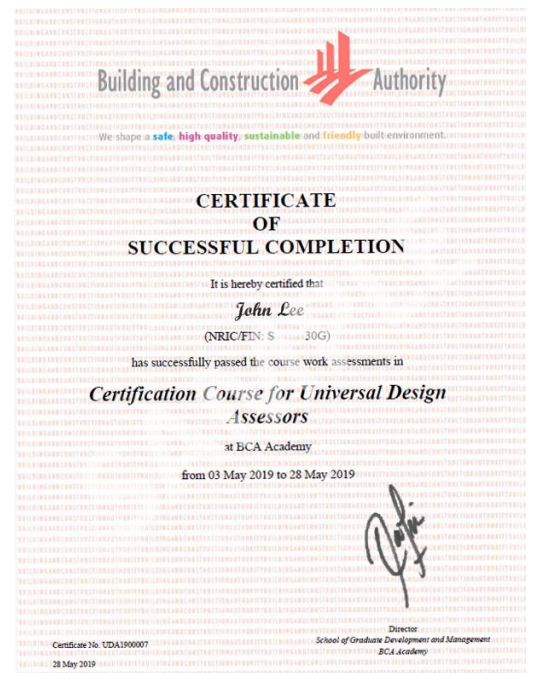 Building and Construction Authority
We shape a safe, high quality, sustainable and friendly built environment.
CERTIFICATE
OF
SUCCESSFUL COMPLETION
It is hereby certified that
John Lee
(NRIC/FIN: S 30G)
has successfully passed the course work assessments in
Certification Course for Universal Design
Assessors
at BCA Academy
from 03 May 2019 to 28 May 2019
Director
School of Graduate Development and Management
BCA Academy
Certificate No. UDA1900007
28 May 2019